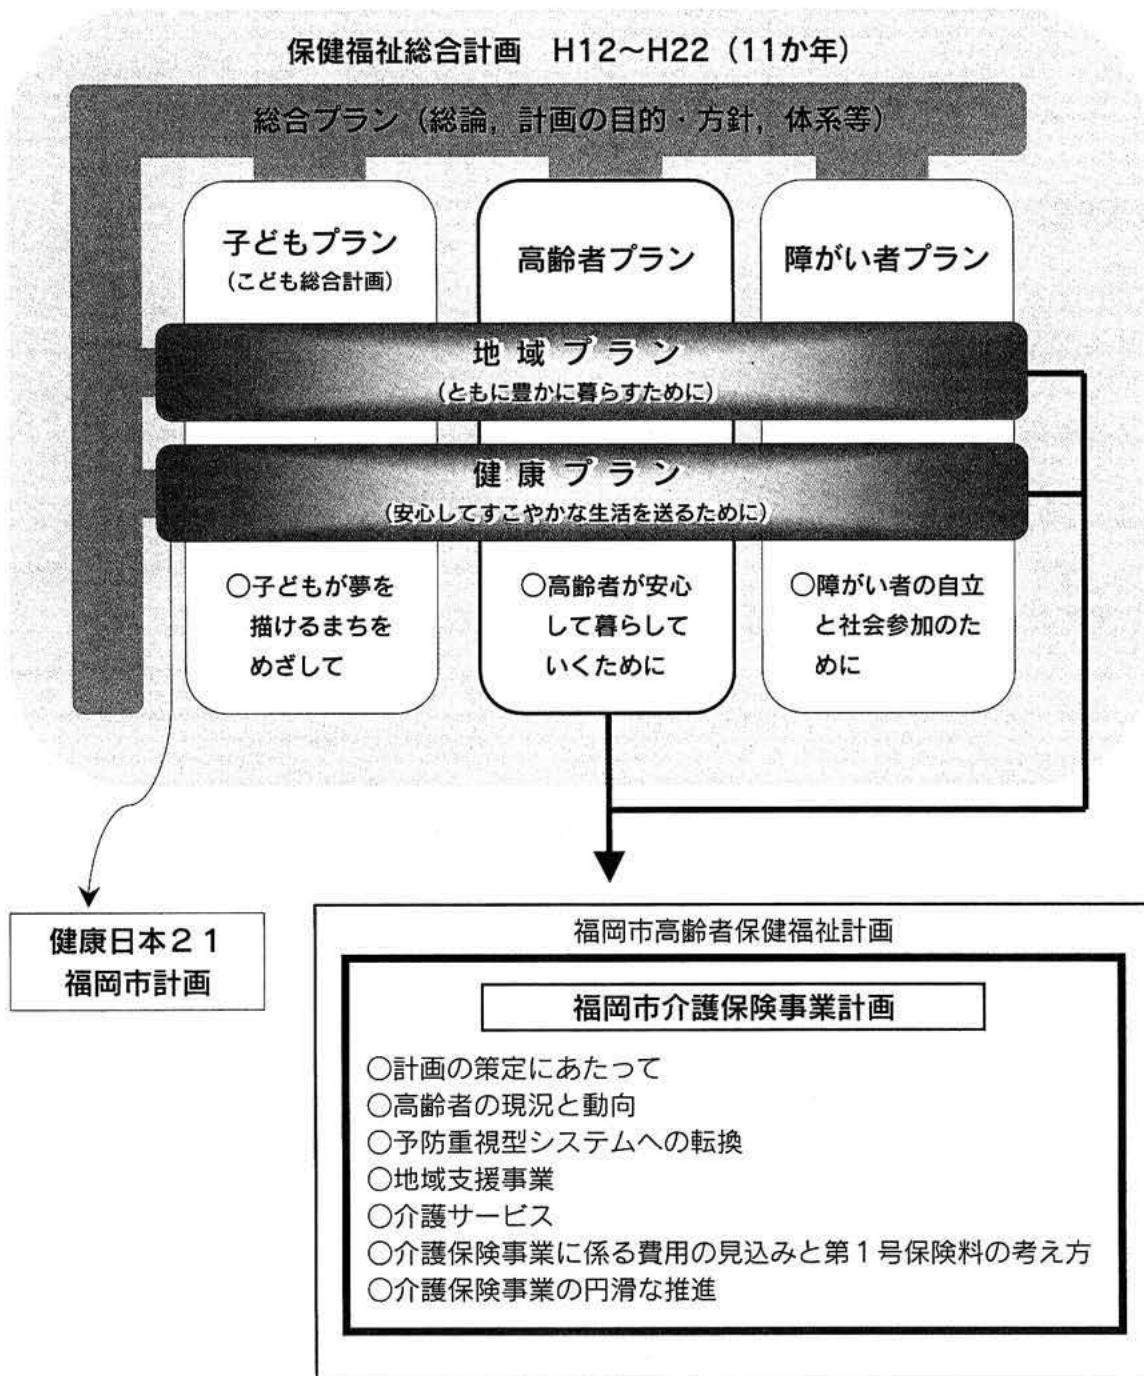 保健福祉総合計画　H12～H22（11か年）
総合プラン（総論，計画の目的・方針，体系等）
子どもプラン
（こども総合計画）
高齢者プラン
障がい者プラン
地域プラン
（ともに豊かに暮らすために）
健康プラン
（安心してすこやかな生活を送るために）
○子どもが夢を
描けるまちを
めざして
○高齢者が安心
して暮らして
いくために
○障がい者の自立
と社会参加のた
めに
健康日本２１
福岡市計画
福岡市高齢者保健福祉計画
福岡市介護保険事業計画
○計画の策定にあたって
○高齢者の現況と動向
○予防重視型システムへの転換
○地域支援事業
○介護サービス
○介護保険事業に係る費用の見込みと第１号保険料の考え方
○介護保険事業の円滑な推進